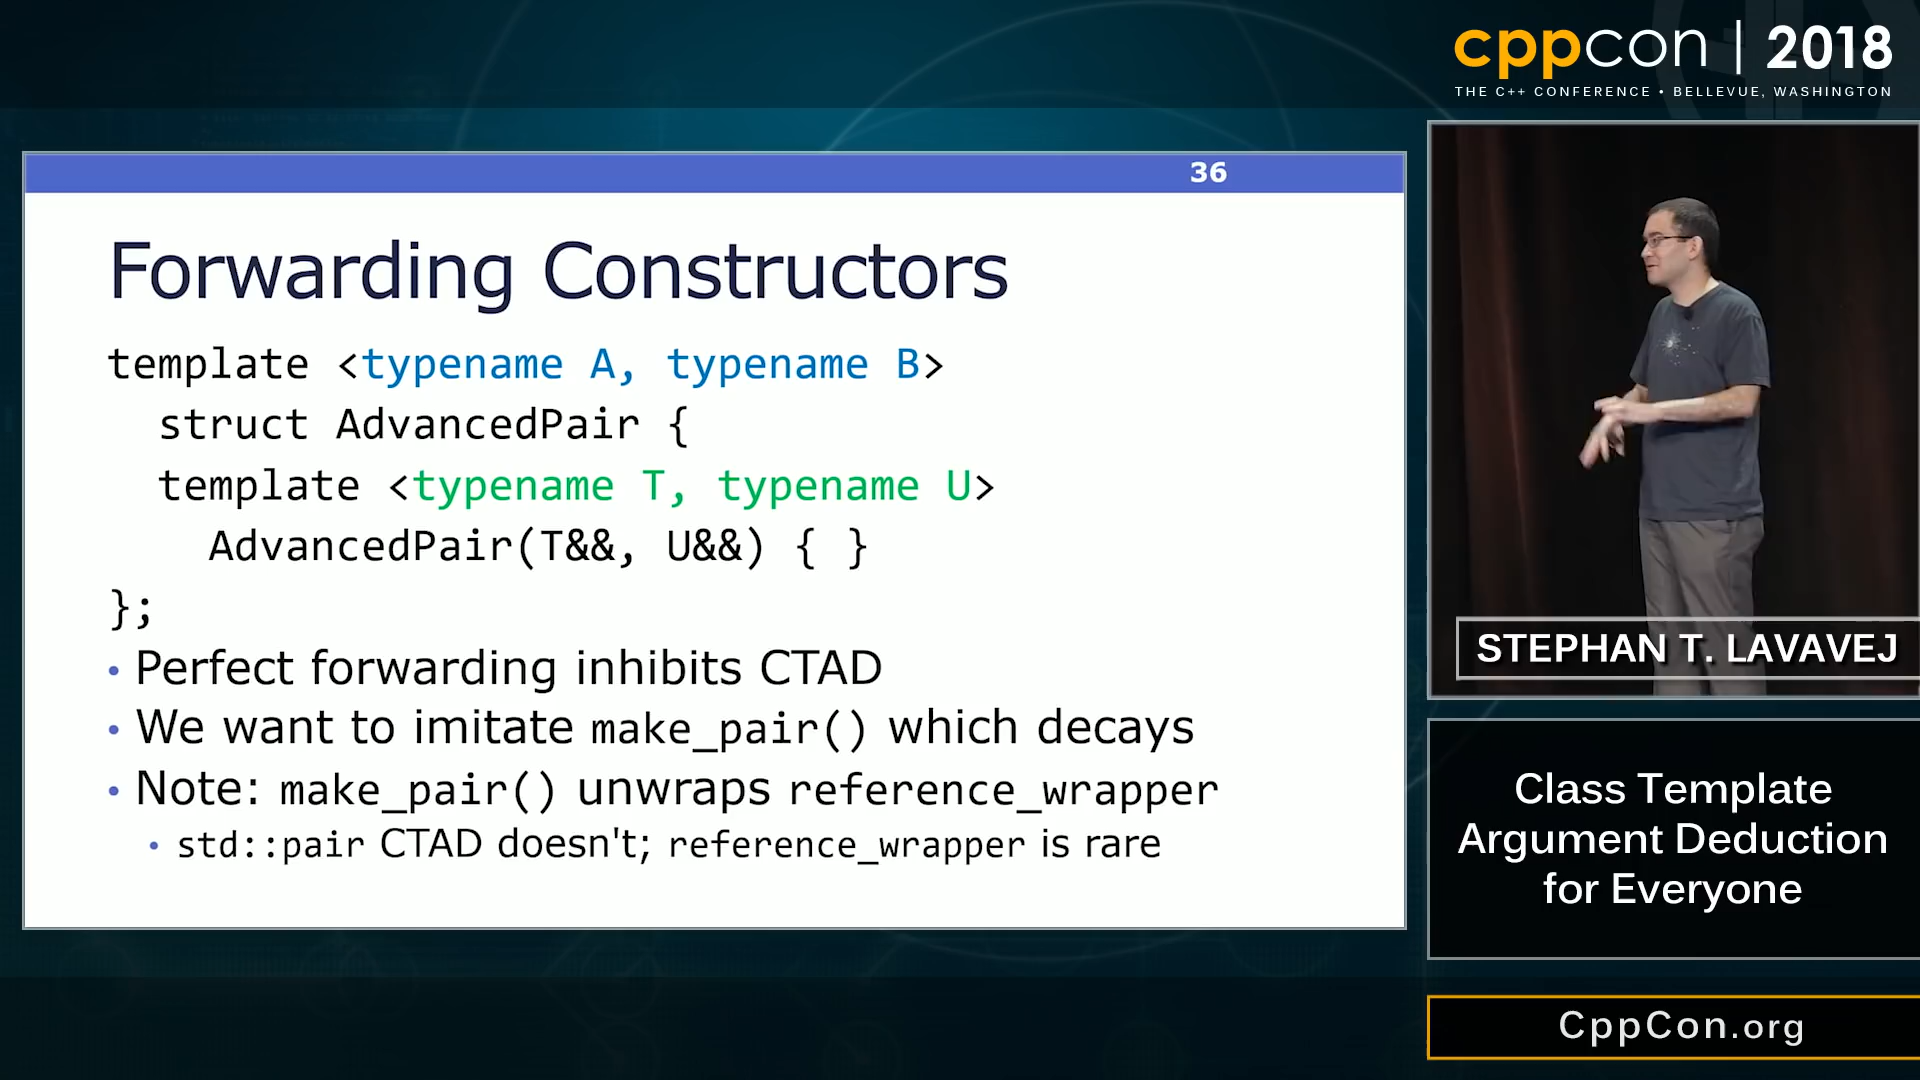 cppcon | 2018
THE C++ CONFERENCE • BELLEVUE, WASHINGTON
36
Forwarding Constructors
template <typename A, typename B>
struct AdvancedPair {
template <typename T, typename U>
AdvancedPair(T&&, U&&) { }
};
• Perfect forwarding inhibits CTAD
• We want to imitate make_pair() which decays
• Note: make_pair() unwraps reference_wrapper
• std::pair CTAD doesn't; reference_wrapper is rare
STEPHAN T. LAVAVEJ
Class Template
Argument Deduction
for Everyone
CppCon.org